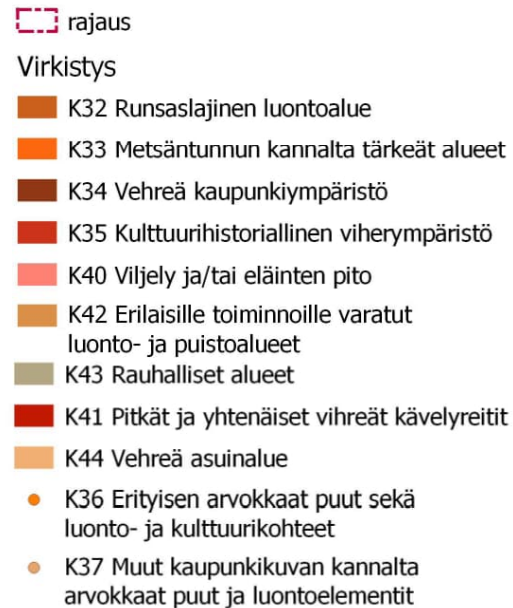 rajaus
Virkistys
K32 Runsaslajinen luontoalue
K33 Metsäntunnun kannalta tärkeät alueet
K34 Vehreä kaupunkiympäristö
K35 Kulttuurihistoriallinen viherympäristö
K40 Viljely ja/tai eläinten pito
K42 Erilaisille toiminnoille varatut
luonto- ja puistoalueet
K43 Rauhalliset alueet
K41 Pitkät ja yhtenäiset vihreät kävelyreitit
K44 Vehreä asuinalue
K36 Erityisen arvokkaat puut sekä
luonto- ja kulttuurikohteet
K37 Muut kaupunkikuvan kannalta
arvokkaat puut ja luontoelementit